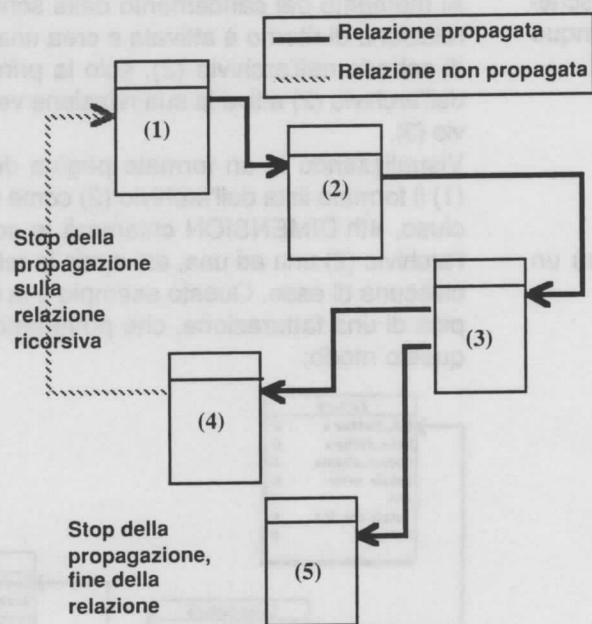 Relazione propagata
Relazione non propagata
(1)
(2)
Stop della
propagazione
sulla
relazione
ricorsiva
(3)
(4)
Stop della
propagazione,
fine della
relazione
(5)